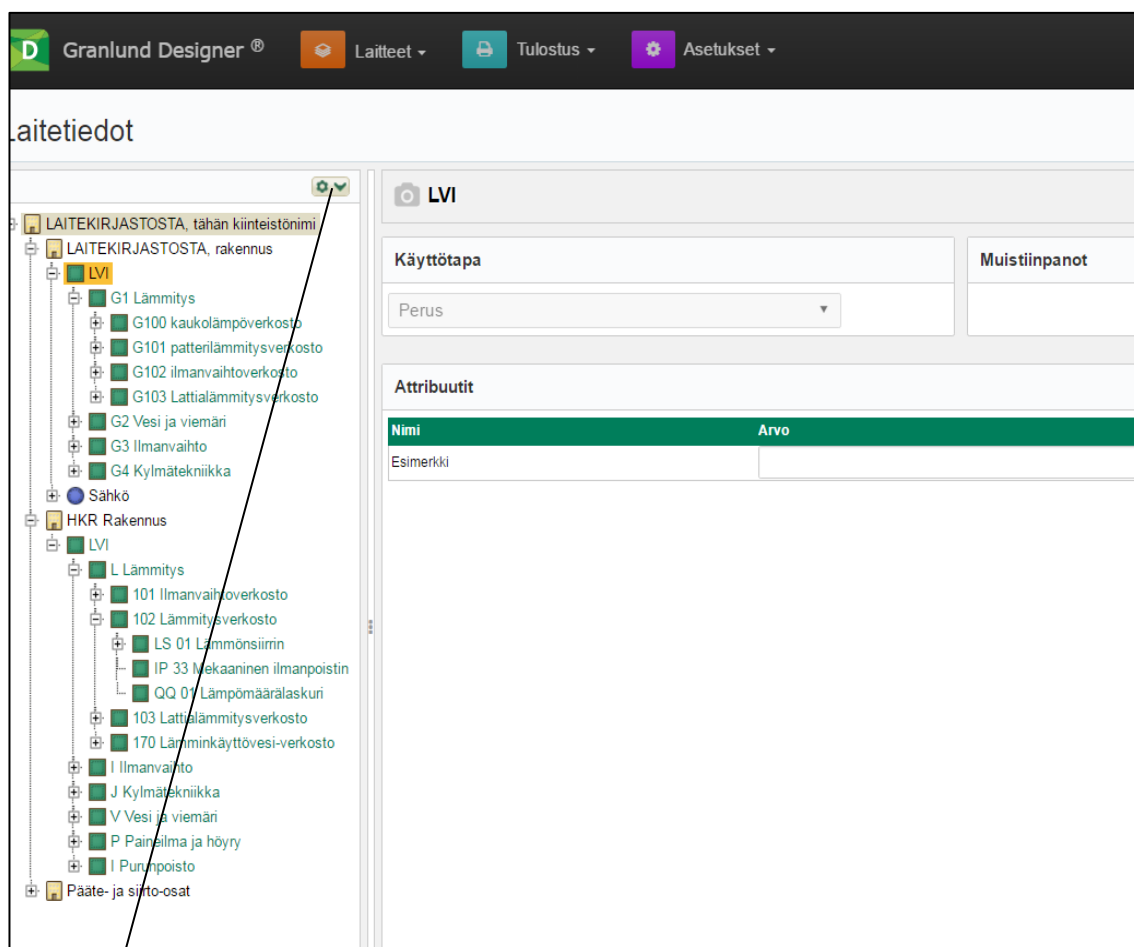 D Granlund Designer ® Laitteet Tulostus Asetukset
Laitetiedot
LAITEKIRJASTOSTA, tähän kiinteistönimi
LAITEKIRJASTOSTA, rakennus
LVI
G1 Lämmitys
G100 kaukolämpöverkosto
G101 patterilämmitysverkosto
G102 ilmanvaihtoverkosto
G103 Lattialämmitysverkosto
G2 Vesi ja viemäri
G3 Ilmanvaihto
G4 Kylmätekniikka
Sähkö
HKR Rakennus
LVI
L Lämmitys
101 Ilmanvaihtoverkosto
102 Lämmitysverkosto
LS 01 Lämmönsiirrin
IP 33 Mekaaninen ilmanpoistin
QQ 01 Lämpömäärälaskuri
103 Lattialämmitysverkosto
170 Lämminkäyttövesi-verkosto
I Ilmanvaihto
J Kylmätekniikka
V Vesi ja viemäri
P Paineilma ja höyry
I Purunpoisto
Pääte- ja siirto-osat
LVI
Käyttötapa
Perus
Muistiinpanot
Attribuutit
Nimi Arvo
Esimerkki